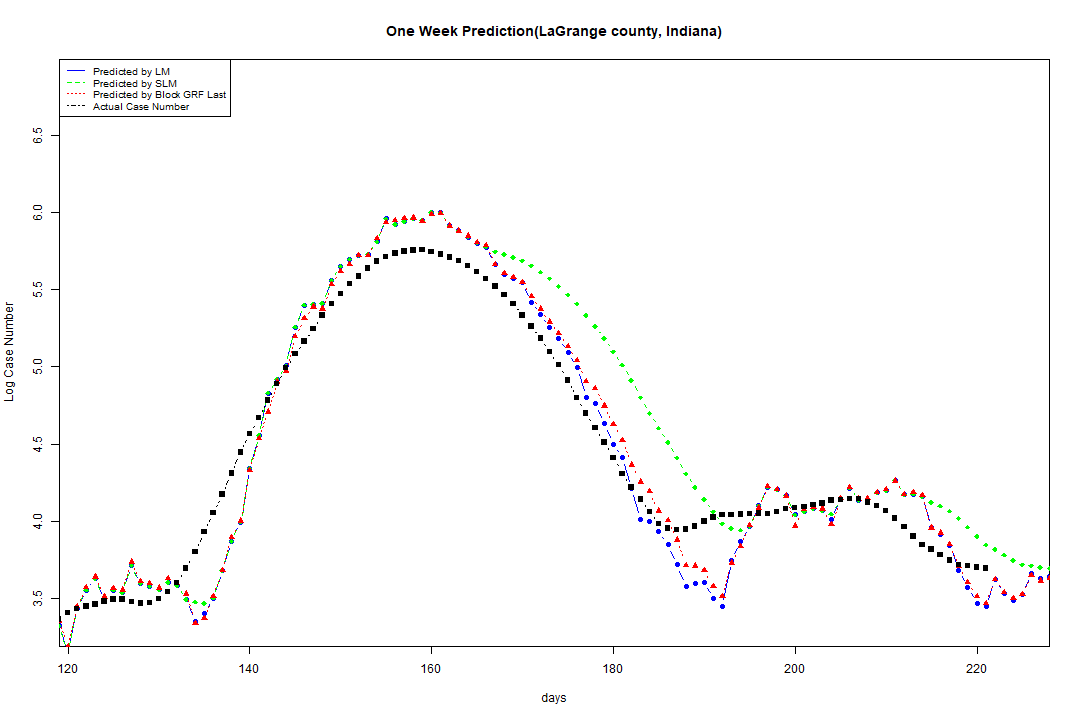 One Week Prediction(LaGrange county, Indiana)
Predicted by LM
Predicted by SLM
Predicted by Block GRF Last
Actual Case Number
6.5
6.0
5.5
5.0
4.5
4.0
3.5
Log Case Number
120 140 160 180 200 220
days